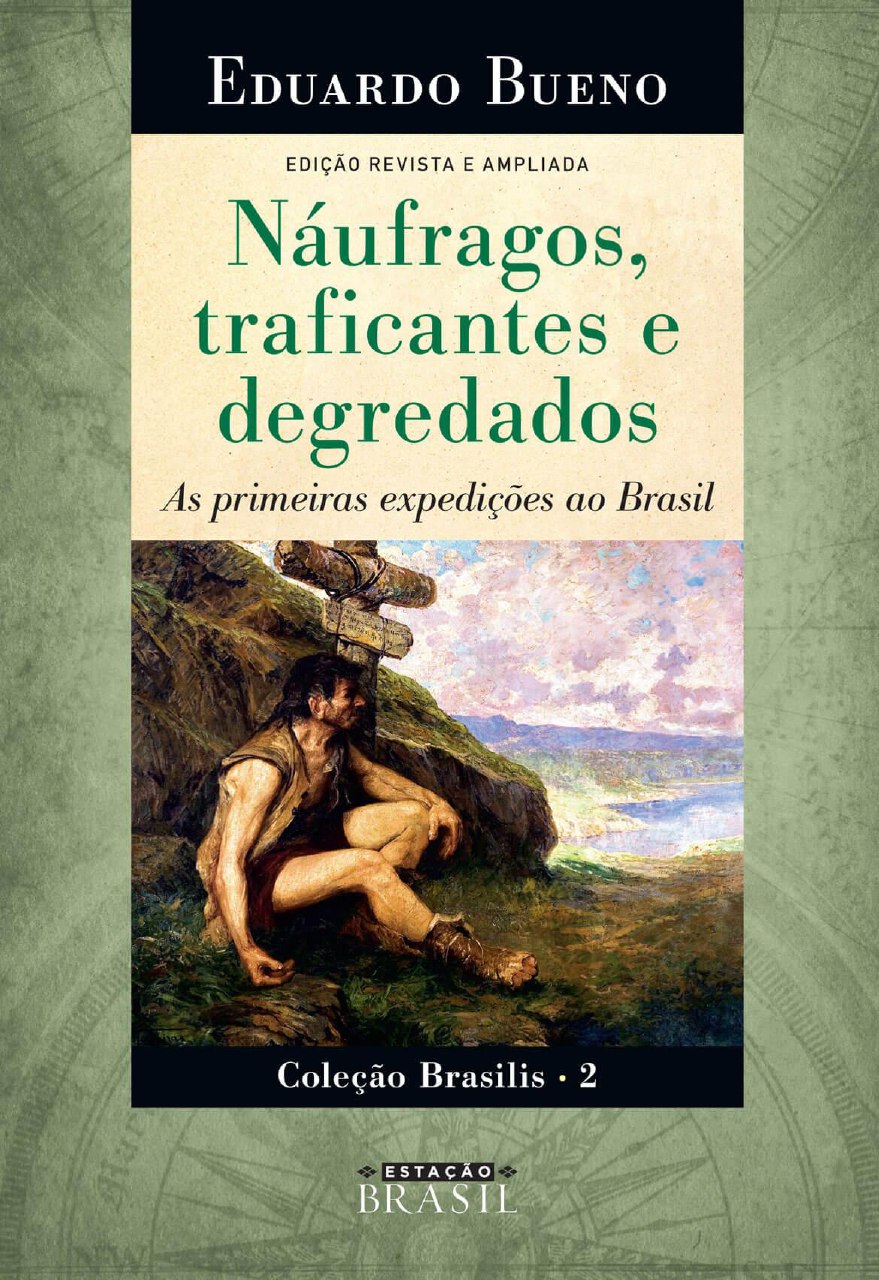 EDUARDO BUENO
EDIÇÃO REVISTA E AMPLIADA
Náufragos,
traficantes e
degredados
As primeiras expedições ao Brasil
Coleção Brasilis · 2
ESTAÇÃO
BRASIL